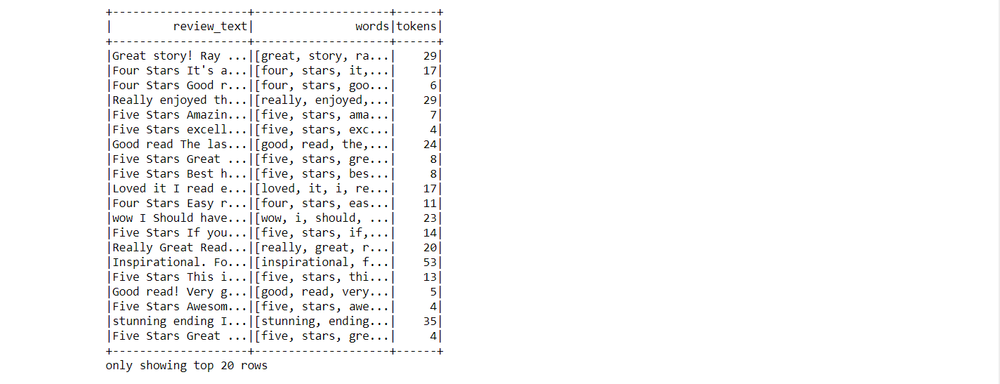 +--------------------+--------------------+------+
|         review_text|               words|tokens|
+--------------------+--------------------+------+
|Great story! Ray ...|[great, story, ra...|    29|
|Four Stars It's a...|[four, stars, it,...|    17|
|Four Stars Good r...|[four, stars, goo...|     6|
|Really enjoyed th...|[really, enjoyed,...|    29|
|Five Stars Amazin...|[five, stars, ama...|     7|
|Five Stars excell...|[five, stars, exc...|     4|
|Good read The las...|[good, read, the,...|    24|
|Five Stars Great ...|[five, stars, gre...|     8|
|Five Stars Best h...|[five, stars, bes...|     8|
|Loved it I read e...|[loved, it, i, re...|    17|
|Four Stars Easy r...|[four, stars, eas...|    11|
|wow I Should have...|[wow, i, should, ...|    23|
|Five Stars If you...|[five, stars, if,...|    14|
|Really Great Read...|[really, great, r...|    20|
|Inspirational. Fo...|[inspirational, f...|    53|
|Five Stars This i...|[five, stars, thi...|    13|
|Good read! Very g...|[good, read, very...|     5|
|Five Stars Awesom...|[five, stars, awe...|     4|
|stunning ending I...|[stunning, ending...|    35|
|Five Stars Great ...|[five, stars, gre...|     4|
+--------------------+--------------------+------+
only showing top 20 rows